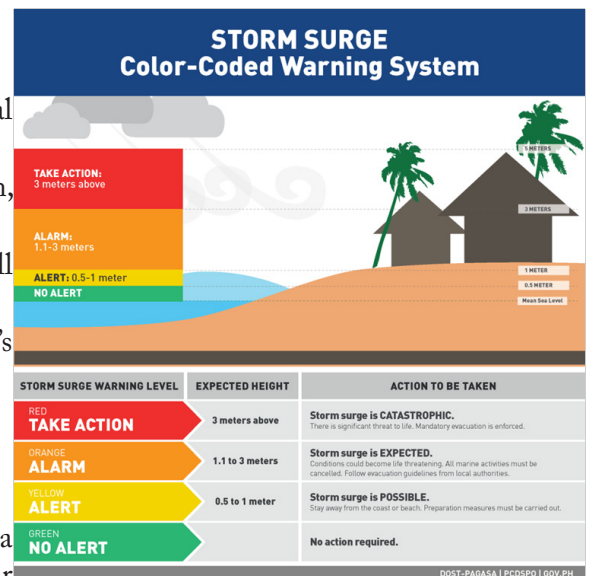 STORM SURGE
Color-Coded Warning System
al
TAKE ACTION:
3 meters above
n,
ALARM:
1.1-3 meters
ll
ALERT: 0.5-1 meter
NO ALERT
's
5 METERS
3 METERS
1 METER
0.5 METER
Mean Sea Level
STORM SURGE WARNING LEVEL EXPECTED HEIGHT ACTION TO BE TAKEN
RED
TAKE ACTION
3 meters above
Storm surge is CATASTROPHIC.
There is significant threat to life. Mandatory evacuation is enforced.
ORANGE
ALARM
1.1 to 3 meters
Storm surge is EXPECTED.
Conditions could become life threatening. All marine activities must be
cancelled. Follow evacuation guidelines from local authorities.
YELLOW
ALERT
0.5 to 1 meter
Storm surge is POSSIBLE.
Stay away from the coast or beach. Preparation measures must be carried out.
a
GREEN
NO ALERT
No action required.
r
DOST-PAGASA | PCDSPO | GOV.PH